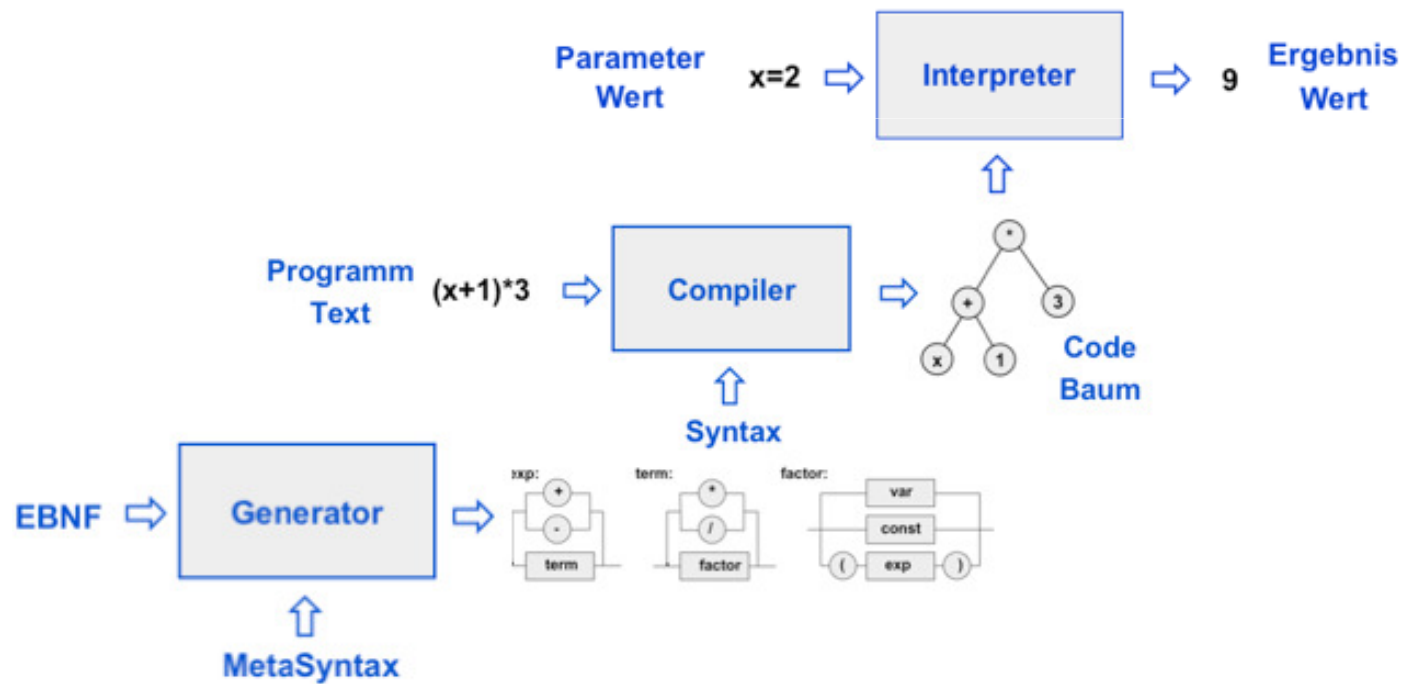 Parameter
Wert
x=2
Interpreter
9
Ergebnis
Wert
Programm
Text
(x+1)*3
Compiler
*
+
3
x
1
Code
Baum
Syntax
EBNF
Generator
exp:
+
-
term
term:
*
/
factor
factor:
var
const
( exp )
MetaSyntax